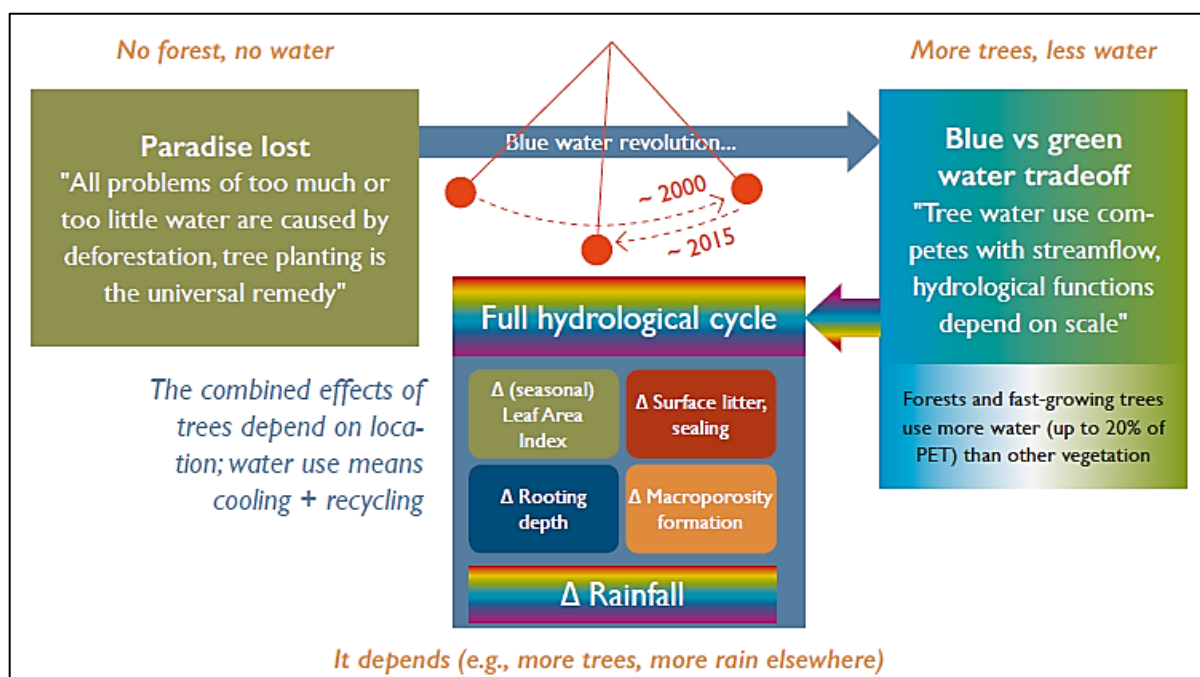 No forest, no water
More trees, less water
Paradise lost
"All problems of too much or
too little water are caused by
deforestation, tree planting is
the universal remedy"
Blue water revolution...
~ 2000
~ 2015
Blue vs green
water tradeoff
"Tree water use com-
petes with streamflow,
hydrological functions
depend on scale"
Forests and fast-growing trees
use more water (up to 20% of
PET) than other vegetation
The combined effects of
trees depend on loca-
tion; water use means
cooling + recycling
Full hydrological cycle
Δ (seasonal)
Leaf Area
Index
Δ Surface litter,
sealing
Δ Rooting
depth
Δ Macroporosity
formation
Δ Rainfall
It depends (e.g., more trees, more rain elsewhere)